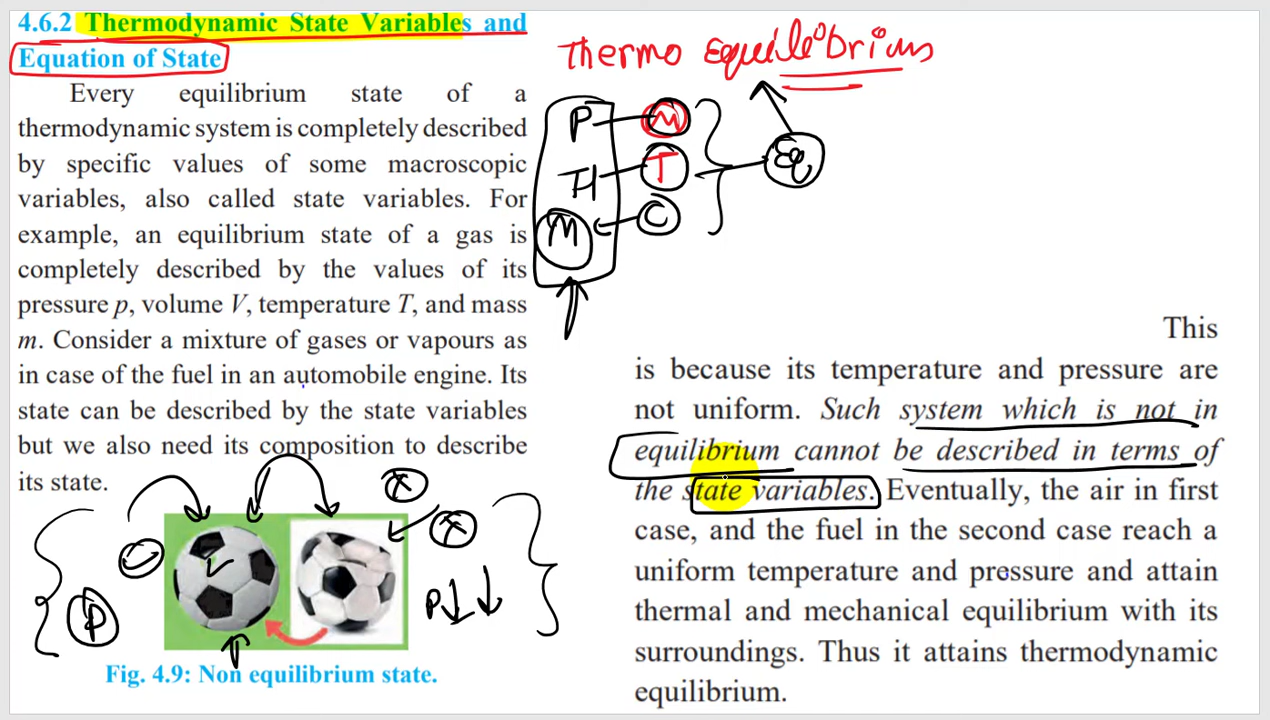 4.6.2 Thermodynamic State Variables and
Equation of State
Every equilibrium state of a
thermodynamic system is completely described
by specific values of some macroscopic
variables, also called state variables. For
example, an equilibrium state of a gas is
completely described by the values of its
pressure p, volume V, temperature T, and mass
m. Consider a mixture of gases or vapours as
in case of the fuel in an automobile engine. Its
state can be described by the state variables
but we also need its composition to describe
its state.
P
P
Fig. 4.9: Non equilibrium state.
Thermo Equilibrium
P M
TH T
M C
Eq
This
is because its temperature and pressure are
not uniform. Such system which is not in
equilibrium cannot be described in terms of
the state variables. Eventually, the air in first
case, and the fuel in the second case reach a
uniform temperature and pressure and attain
thermal and mechanical equilibrium with its
surroundings. Thus it attains thermodynamic
equilibrium.